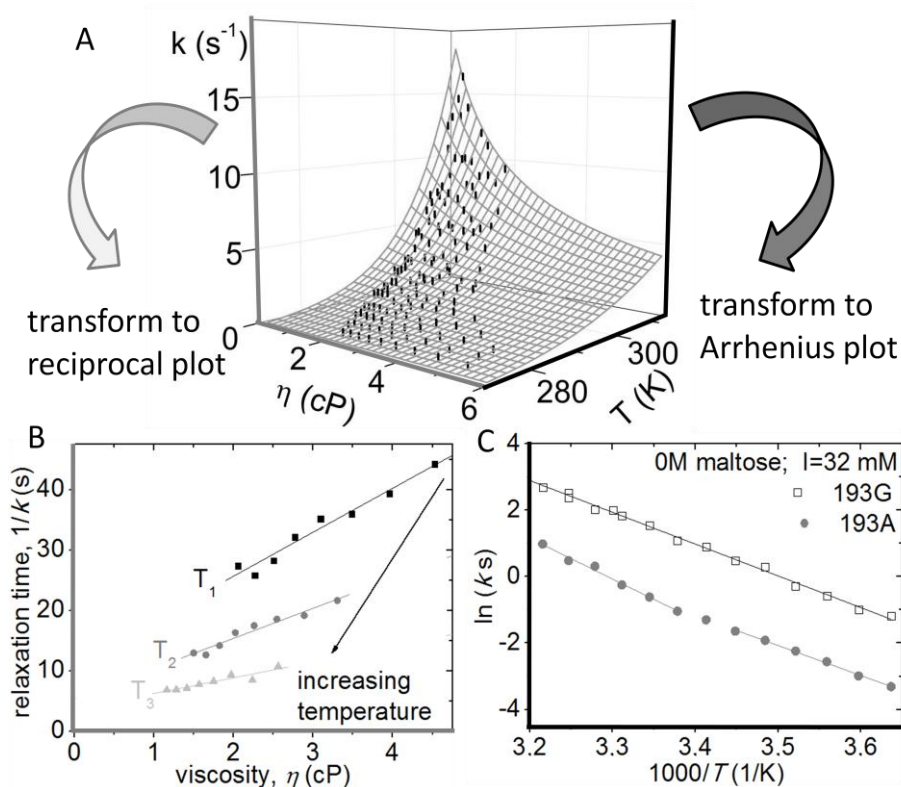 A
k (s⁻¹)
15
10
5
0
2
4
6
η (cP)
280
300
T (K)
transform to
reciprocal plot
transform to
Arrhenius plot
B
relaxation time, 1/k (s)
40
30
20
10
0
T₁
T₂
T₃
increasing
temperature
0 1 2 3 4
viscosity, η (cP)
C
ln (k s)
4
2
0
-2
-4
0M maltose; I=32 mM
193G
193A
3.2 3.3 3.4 3.5 3.6
1000/T (1/K)